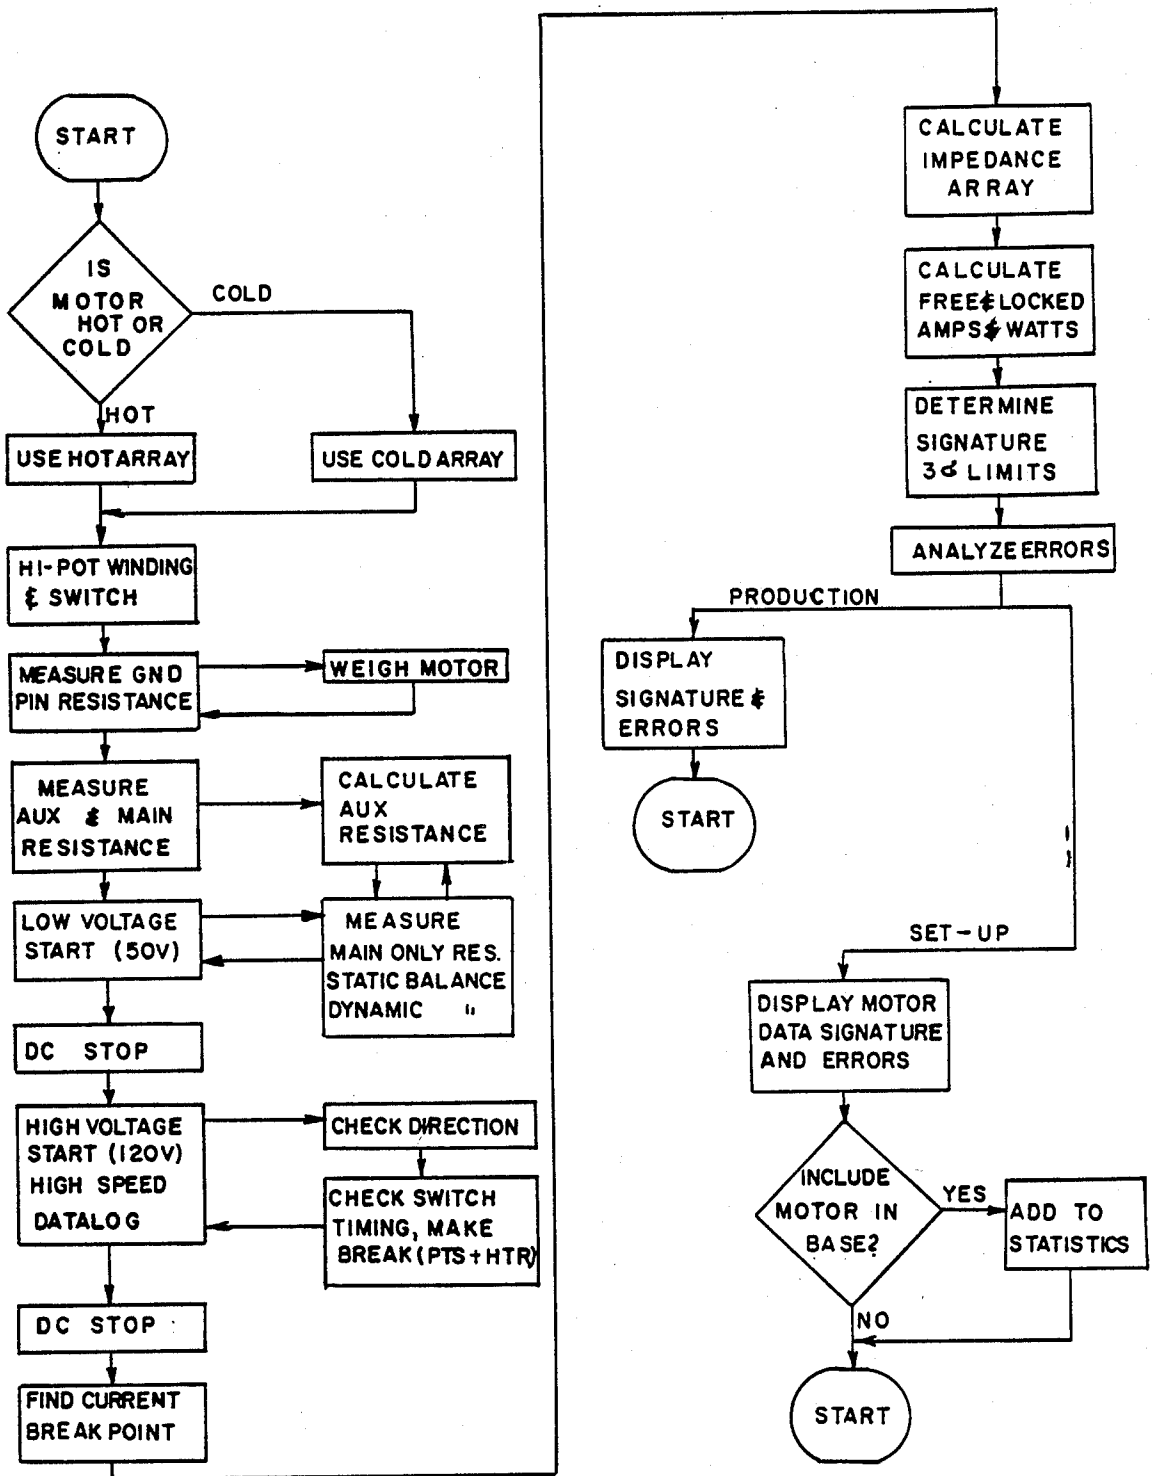 START
IS
MOTOR
HOT OR
COLD
COLD
HOT
USE HOT ARRAY
USE COLD ARRAY
HI-POT WINDING
& SWITCH
MEASURE GND
PIN RESISTANCE
WEIGH MOTOR
MEASURE
AUX & MAIN
RESISTANCE
CALCULATE
AUX
RESISTANCE
LOW VOLTAGE
START (50V)
MEASURE
MAIN ONLY RES.
STATIC BALANCE
DYNAMIC "
DC STOP
HIGH VOLTAGE
START (120V)
HIGH SPEED
DATALOG
CHECK DIRECTION
CHECK SWITCH
TIMING, MAKE
BREAK (PTS + HTR)
DC STOP
FIND CURRENT
BREAK POINT
CALCULATE
IMPEDANCE
ARRAY
CALCULATE
FREE & LOCKED
AMPS & WATTS
DETERMINE
SIGNATURE
3σ LIMITS
ANALYZE ERRORS
PRODUCTION
DISPLAY
SIGNATURE &
ERRORS
START
SET-UP
DISPLAY MOTOR
DATA SIGNATURE
AND ERRORS
INCLUDE
MOTOR IN
BASE?
YES
ADD TO
STATISTICS
NO
START